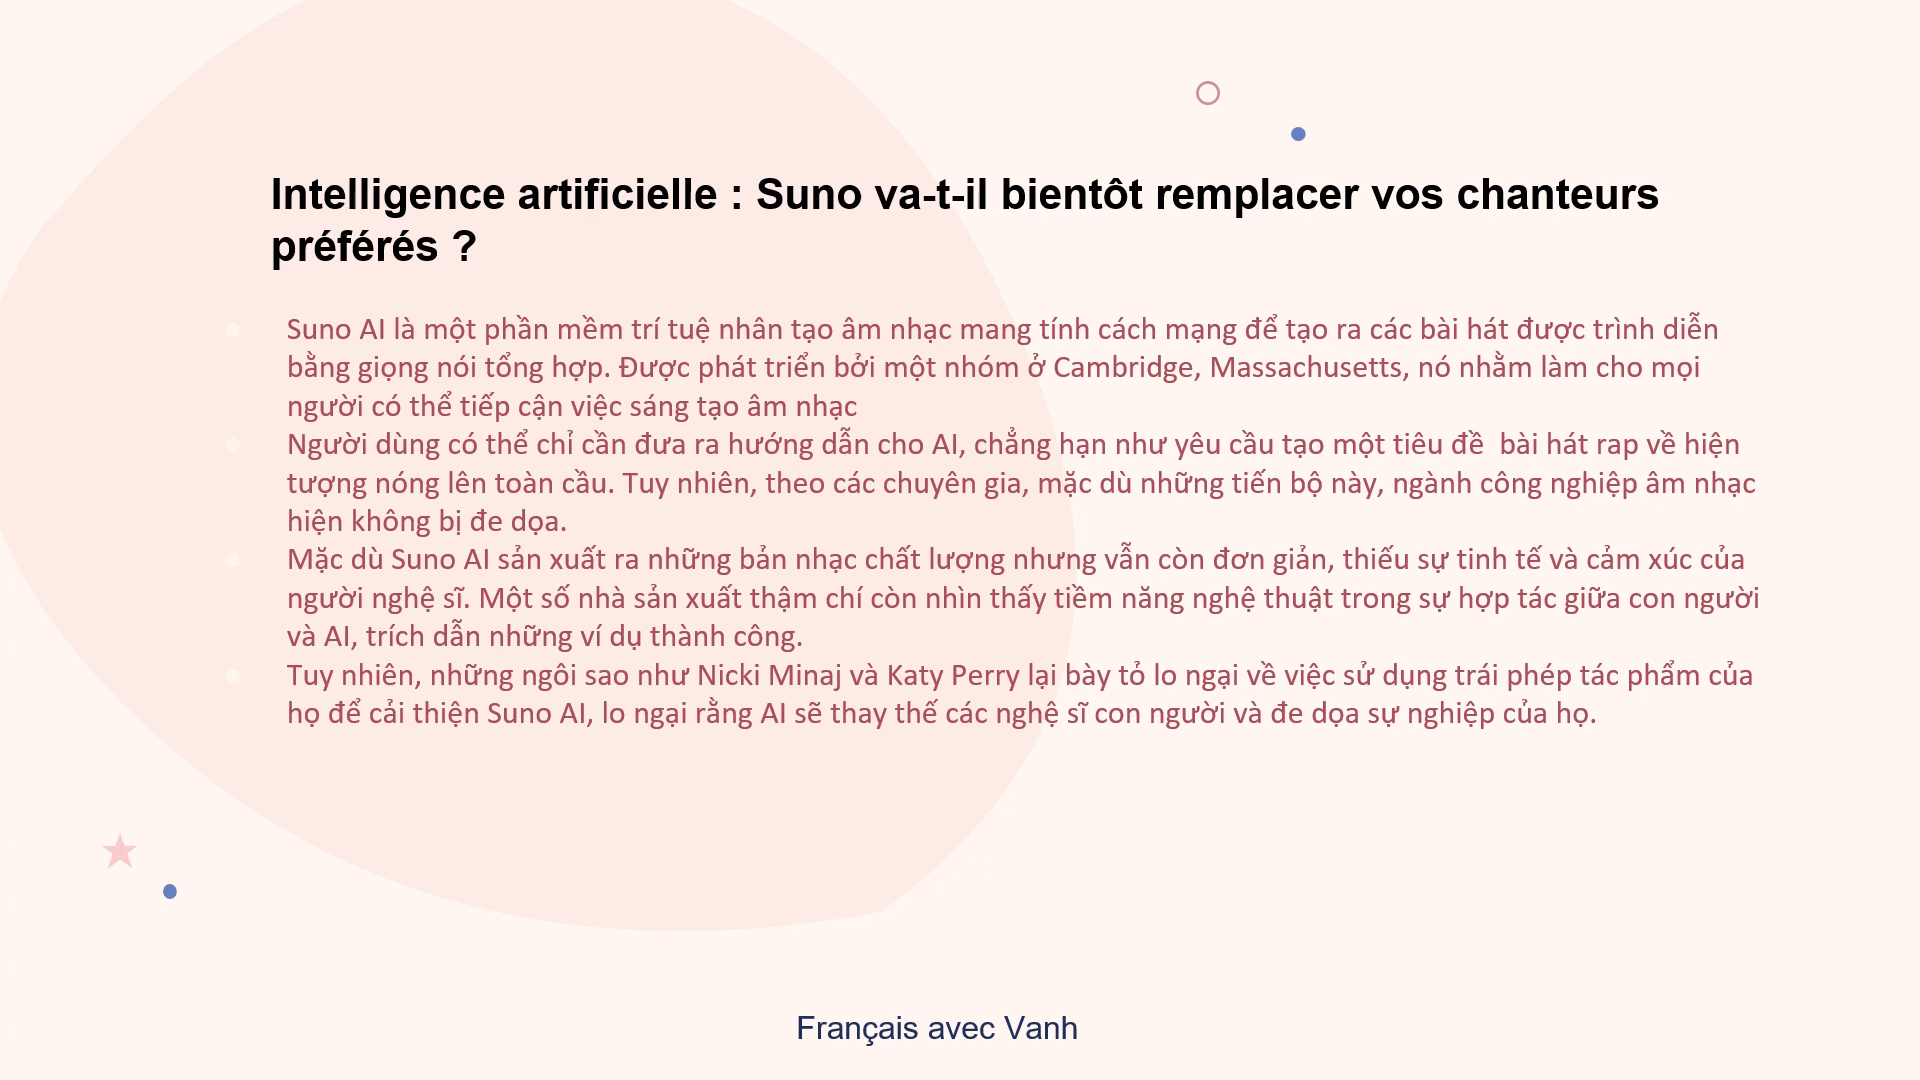 Intelligence artificielle : Suno va-t-il bientôt remplacer vos chanteurs
préférés ?
Suno AI là một phần mềm trí tuệ nhân tạo âm nhạc mang tính cách mạng để tạo ra các bài hát được trình diễn
bằng giọng nói tổng hợp. Được phát triển bởi một nhóm ở Cambridge, Massachusetts, nó nhằm làm cho mọi
người có thể tiếp cận việc sáng tạo âm nhạc
Người dùng có thể chỉ cần đưa ra hướng dẫn cho AI, chẳng hạn như yêu cầu tạo một tiêu đề  bài hát rap về hiện
tượng nóng lên toàn cầu. Tuy nhiên, theo các chuyên gia, mặc dù những tiến bộ này, ngành công nghiệp âm nhạc
hiện không bị đe dọa.
Mặc dù Suno AI sản xuất ra những bản nhạc chất lượng nhưng vẫn còn đơn giản, thiếu sự tinh tế và cảm xúc của
người nghệ sĩ. Một số nhà sản xuất thậm chí còn nhìn thấy tiềm năng nghệ thuật trong sự hợp tác giữa con người
và AI, trích dẫn những ví dụ thành công.
Tuy nhiên, những ngôi sao như Nicki Minaj và Katy Perry lại bày tỏ lo ngại về việc sử dụng trái phép tác phẩm của
họ để cải thiện Suno AI, lo ngại rằng AI sẽ thay thế các nghệ sĩ con người và đe dọa sự nghiệp của họ.
Français avec Vanh